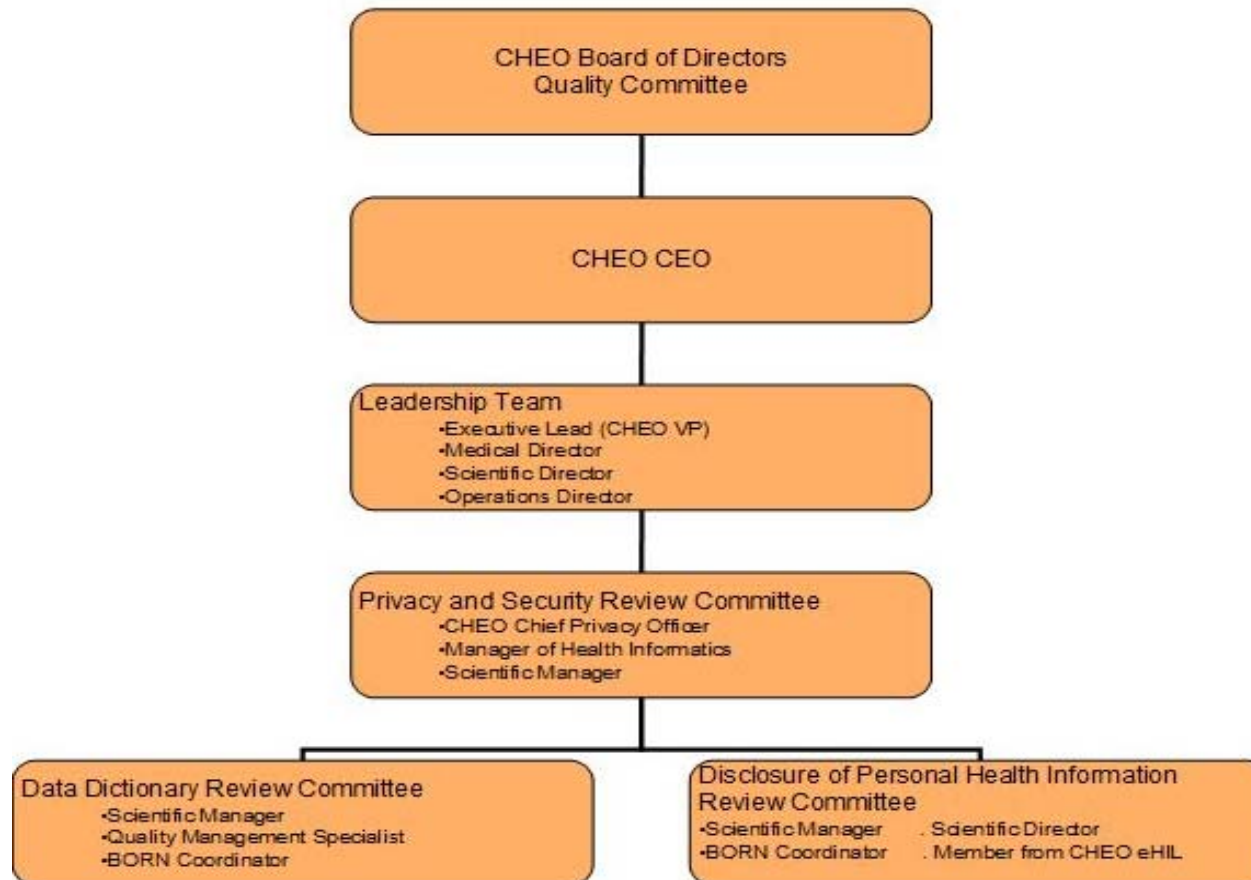 CHEO Board of Directors
Quality Committee
CHEO CEO
Leadership Team
•Executive Lead (CHEO VP)
•Medical Director
•Scientific Director
•Operations Director
Privacy and Security Review Committee
•CHEO Chief Privacy Officer
•Manager of Health Informatics
•Scientific Manager
Data Dictionary Review Committee
•Scientific Manager
•Quality Management Specialist
•BORN Coordinator
Disclosure of Personal Health Information
Review Committee
•Scientific Manager . Scientific Director
•BORN Coordinator . Member from CHEO eHIL